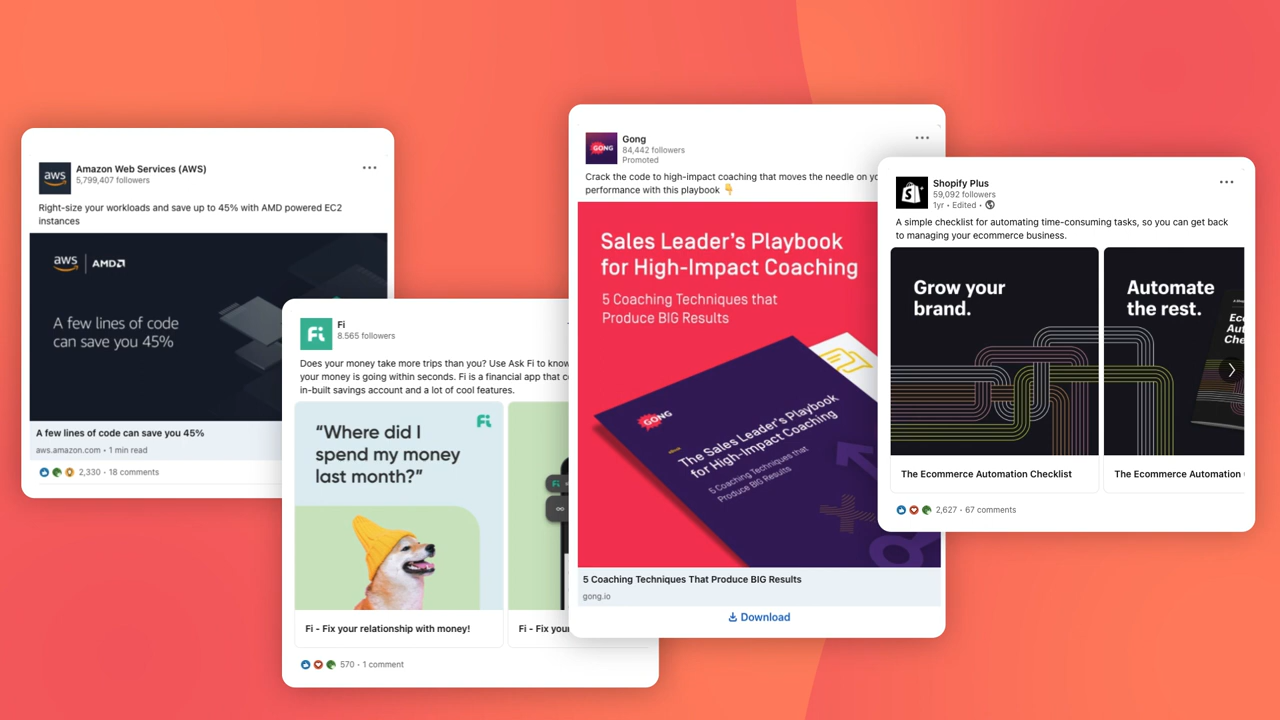 aws
Amazon Web Services (AWS)
5,799,407 followers
Right-size your workloads and save up to 45% with AMD powered EC2
instances
aws AMD
A few lines of code
can save you 45%
A few lines of code can save you 45%
aws.amazon.com • 1 min read
2,330 • 18 comments
Fi
Fi
8.565 followers
Does your money take more trips than you? Use Ask Fi to know
your money is going within seconds. Fi is a financial app that
in-built savings account and a lot of cool features.
“Where did I
spend my money
last month?”
Fi
Fi - Fix your relationship with money!
Fi
Fi - Fix your
570 • 1 comment
GONG
Gong
84,442 followers
Promoted
Crack the code to high-impact coaching that moves the needle on
performance with this playbook 👇
Sales Leader’s Playbook
for High-Impact Coaching
5 Coaching Techniques that
Produce BIG Results
GONG
The Sales Leader’s Playbook
for High-Impact Coaching
5 Coaching Techniques that
Produce BIG Results
5 Coaching Techniques That Produce BIG Results
gong.io
Download
Shopify Plus
59,092 followers
1yr • Edited •
A simple checklist for automating time-consuming tasks, so you can get back
to managing your ecommerce business.
Grow your
brand.
Automate
the rest.
The Ecommerce Automation Checklist
The Ecommerce Automation
2,627 • 67 comments